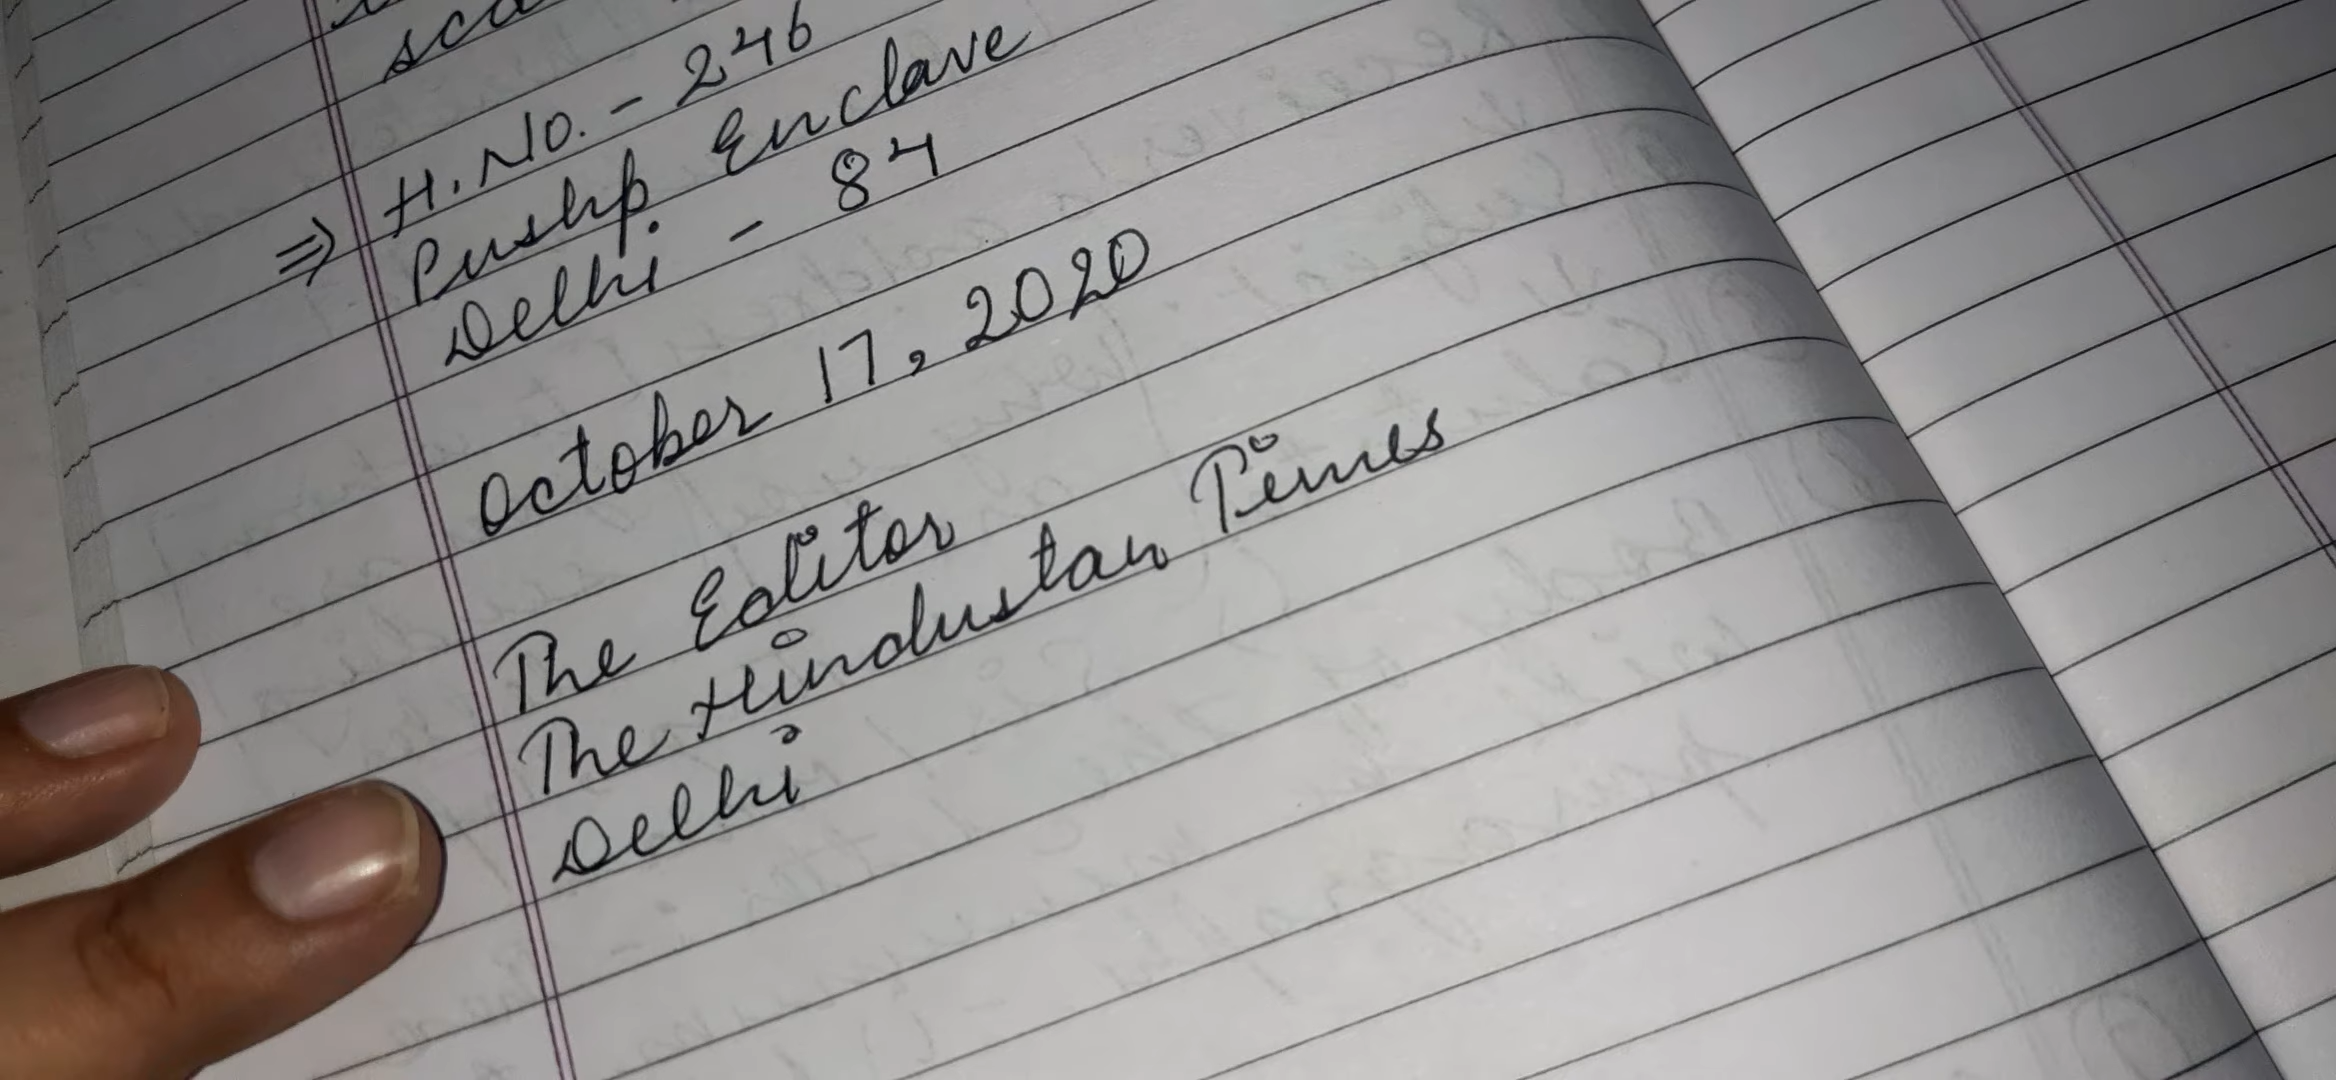 ⇒ H. No. - 246
Pushp Enclave
Delhi - 84
October 17, 2020
The Editor
The Hindustan Times
Delhi